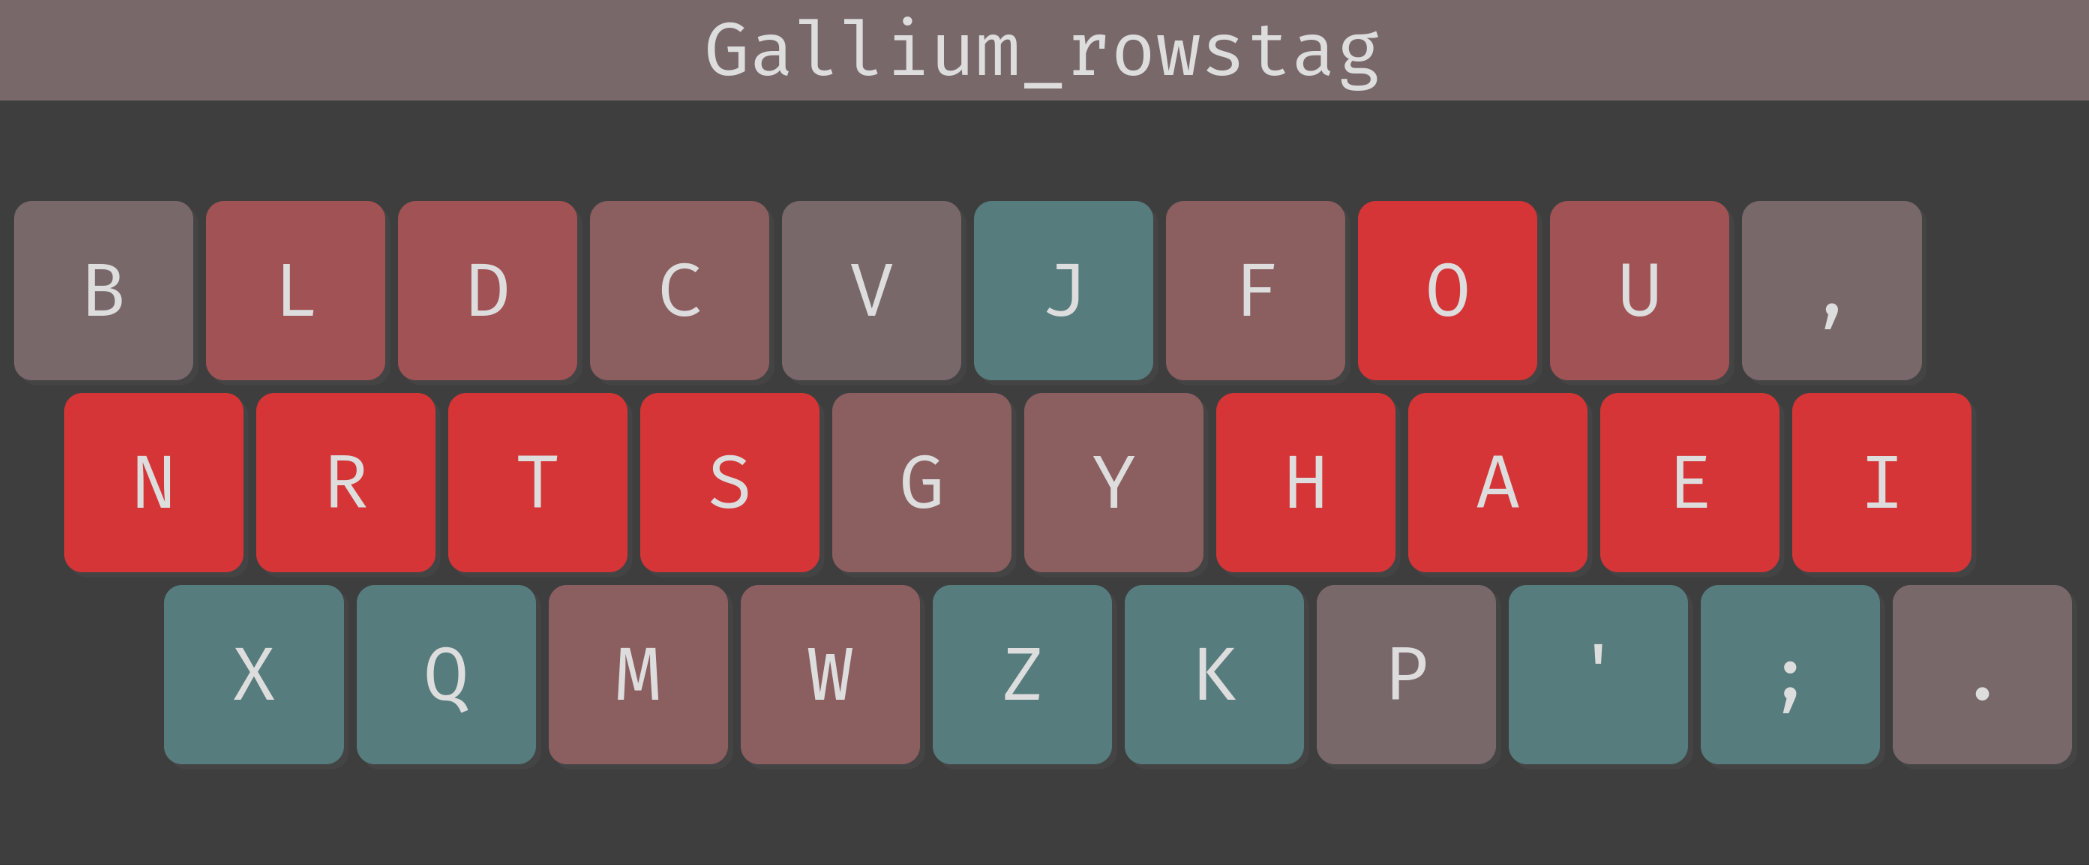 Gallium_rowstag
B L D C V J F O U ,
N R T S G Y H A E I
X Q M W Z K P ' ; .